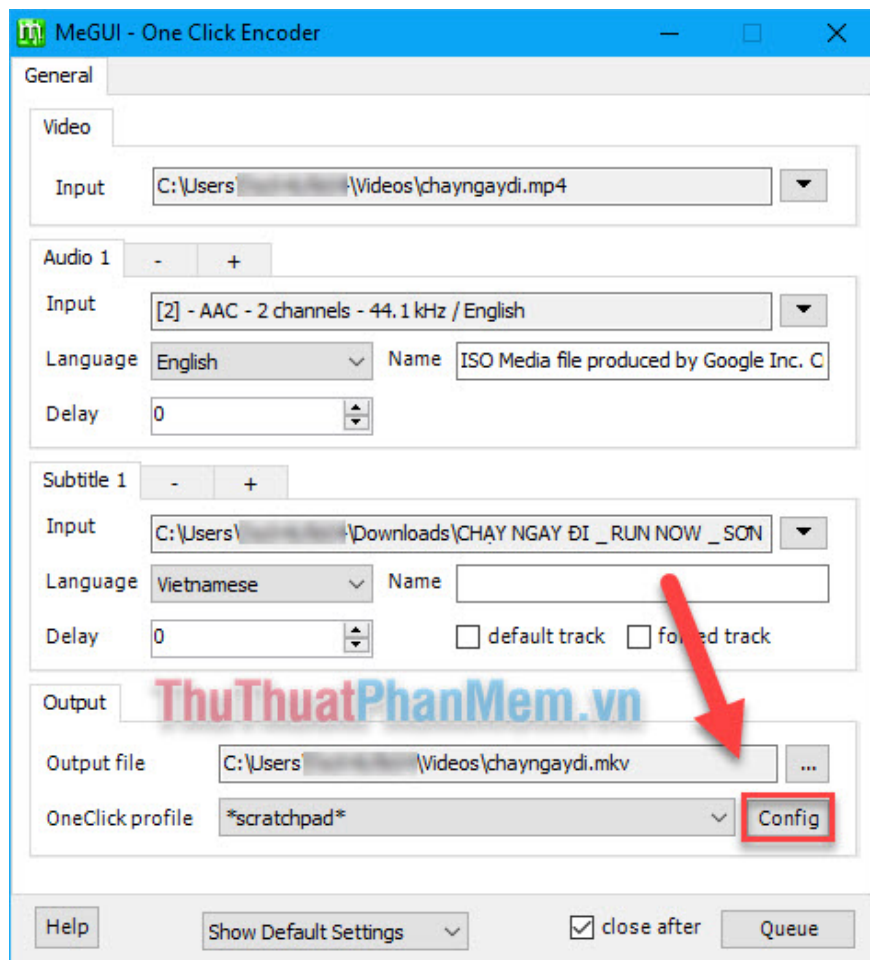 MeGUI - One Click Encoder
General
Video
Input C:\Users\ \Videos\chayngaydi.mp4
Audio 1 - +
Input [2] - AAC - 2 channels - 44.1 kHz / English
Language English Name ISO Media file produced by Google Inc. C
Delay 0
Subtitle 1 - +
Input C:\Users\ \Downloads\CHẠY NGAY ĐI _ RUN NOW _ SƠN
Language Vietnamese Name
Delay 0 default track forced track
Output ThuThuatPhanMem.vn
Output file C:\Users\ \Videos\chayngaydi.mkv ...
OneClick profile *scratchpad* Config
Help Show Default Settings close after Queue